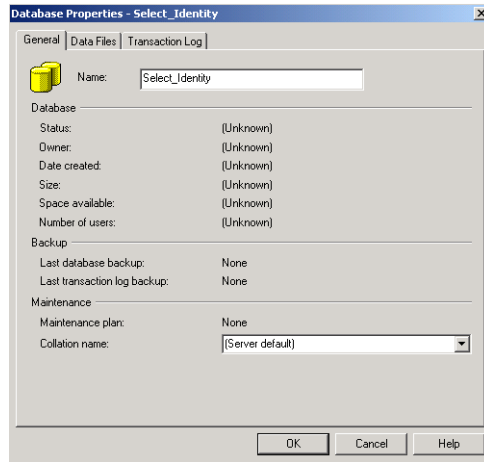 Database Properties - Select_Identity
General Data Files Transaction Log
Name: Select_Identity
Database
Status: (Unknown)
Owner: (Unknown)
Date created: (Unknown)
Size: (Unknown)
Space available: (Unknown)
Number of users: (Unknown)
Backup
Last database backup: None
Last transaction log backup: None
Maintenance
Maintenance plan: None
Collation name: (Server default)
OK Cancel Help